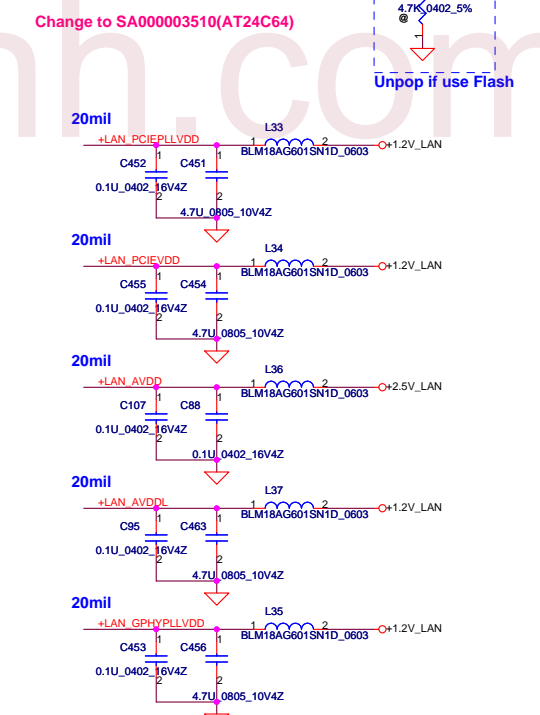 Change to SA000003510(AT24C64)
4.7K_0402_5%
@
1
Unpop if use Flash
nh.com
20mil
+LAN_PCIEPLLVDD
L33
1 2
BLM18AG601SN1D_0603
+1.2V_LAN
C452
1
2
0.1U_0402_16V4Z
C451
1
2
4.7U_0805_10V4Z
20mil
+LAN_PCIEVDD
L34
1 2
BLM18AG601SN1D_0603
+1.2V_LAN
C455
1
2
0.1U_0402_16V4Z
C454
1
2
4.7U_0805_10V4Z
20mil
+LAN_AVDD
L36
1 2
BLM18AG601SN1D_0603
+2.5V_LAN
C107
1
2
0.1U_0402_16V4Z
C88
1
2
0.1U_0402_16V4Z
20mil
+LAN_AVDDL
L37
1 2
BLM18AG601SN1D_0603
+1.2V_LAN
C95
1
2
0.1U_0402_16V4Z
C463
1
2
4.7U_0805_10V4Z
20mil
+LAN_GPHYPLLVDD
L35
1 2
BLM18AG601SN1D_0603
+1.2V_LAN
C453
1
2
0.1U_0402_16V4Z
C456
1
2
4.7U_0805_10V4Z